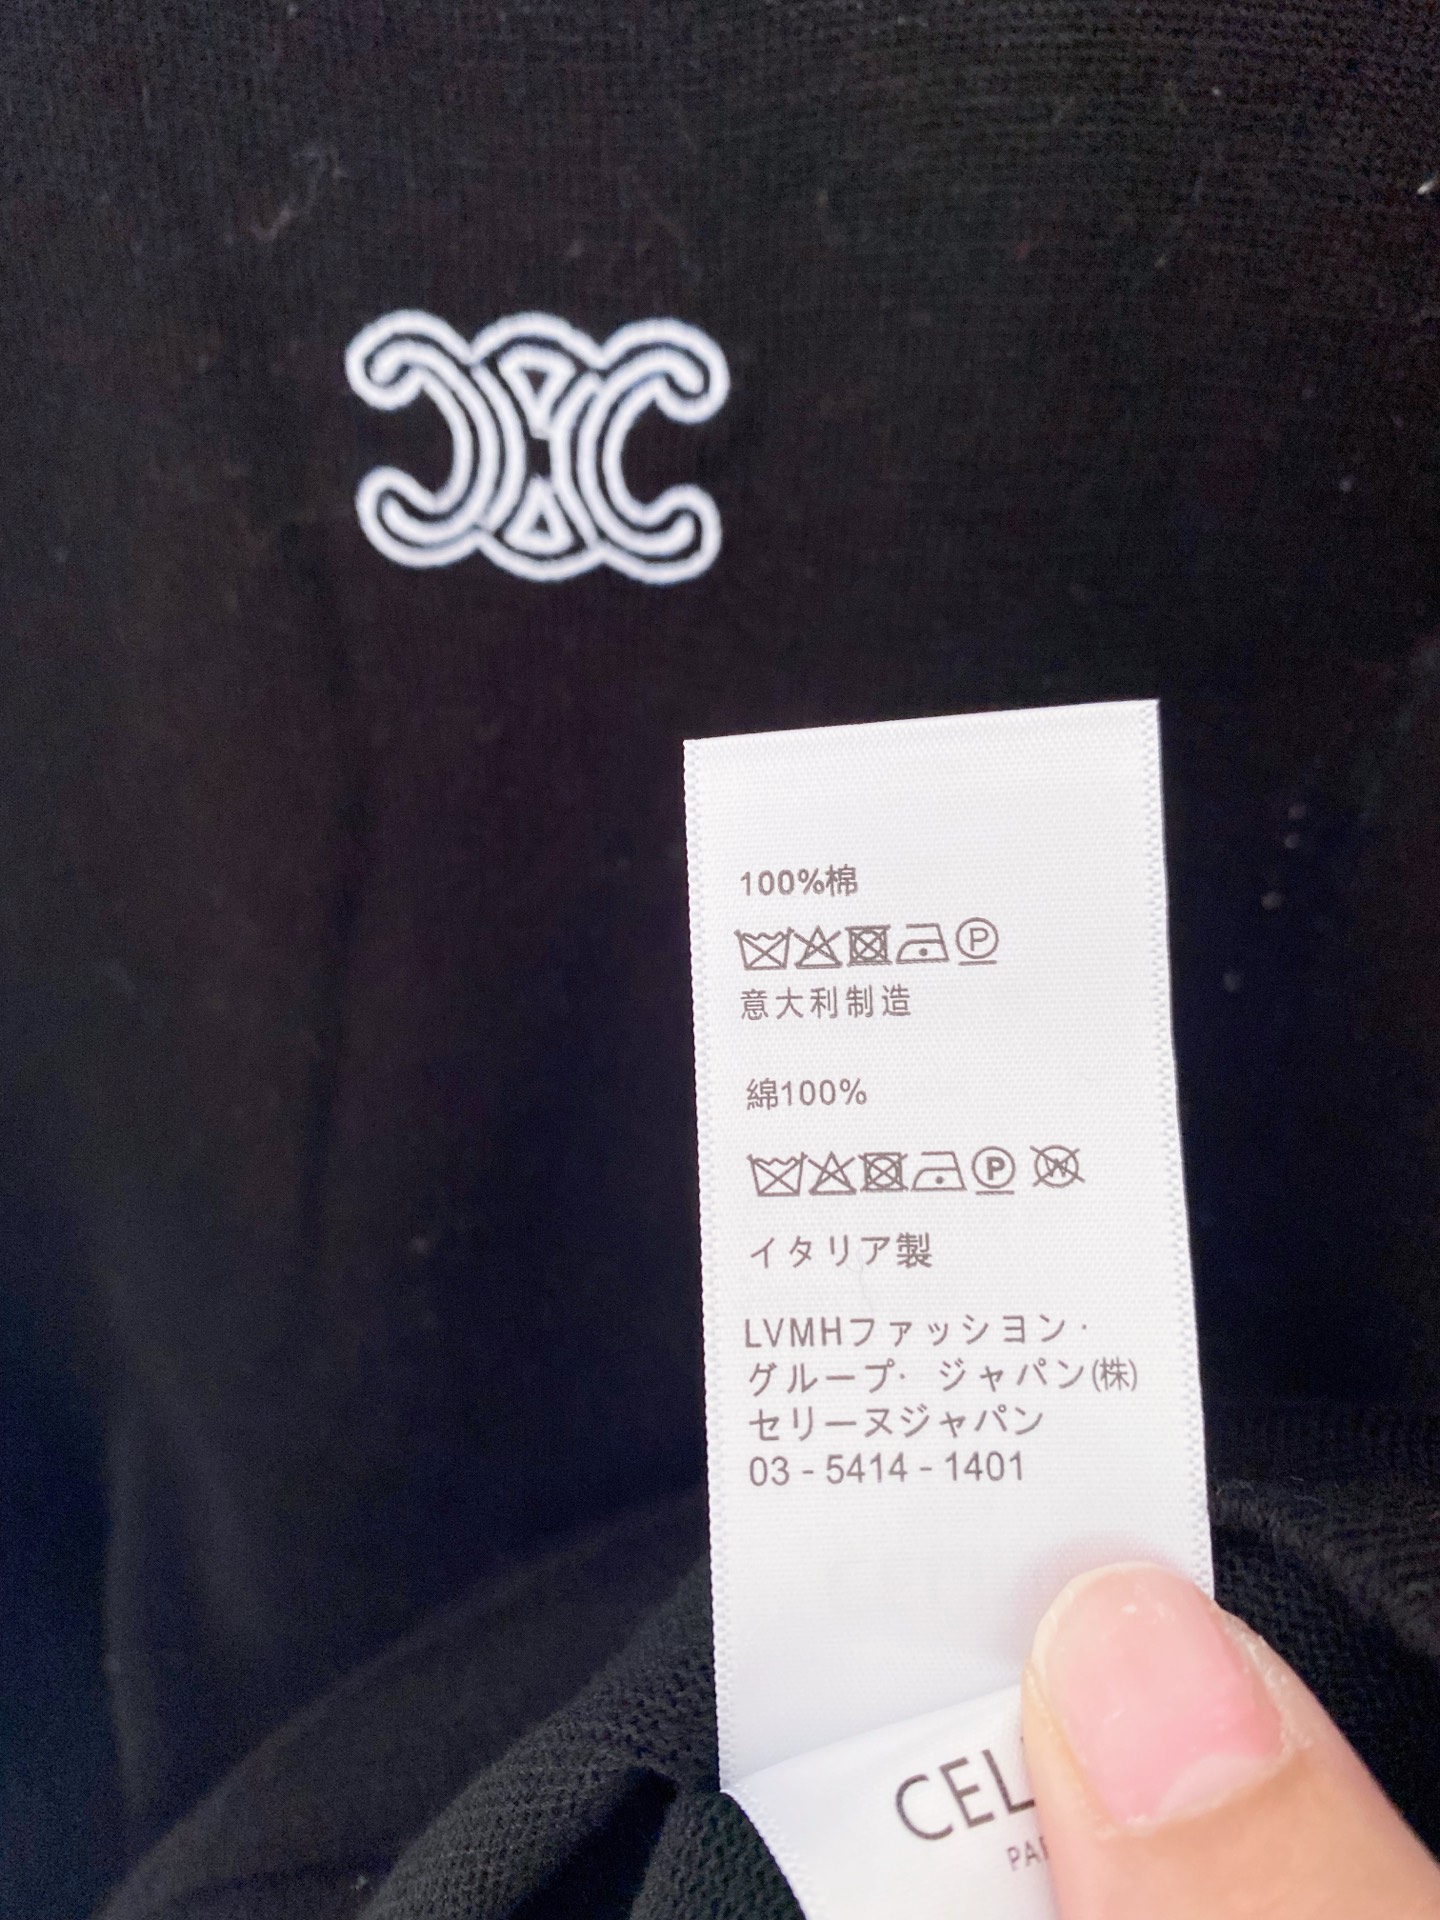 100%棉
意大利制造
綿100%
イタリア製
LVMHファッション・
グループ・ ジャパン(株)
セリーヌジャパン
03 - 5414 - 1401